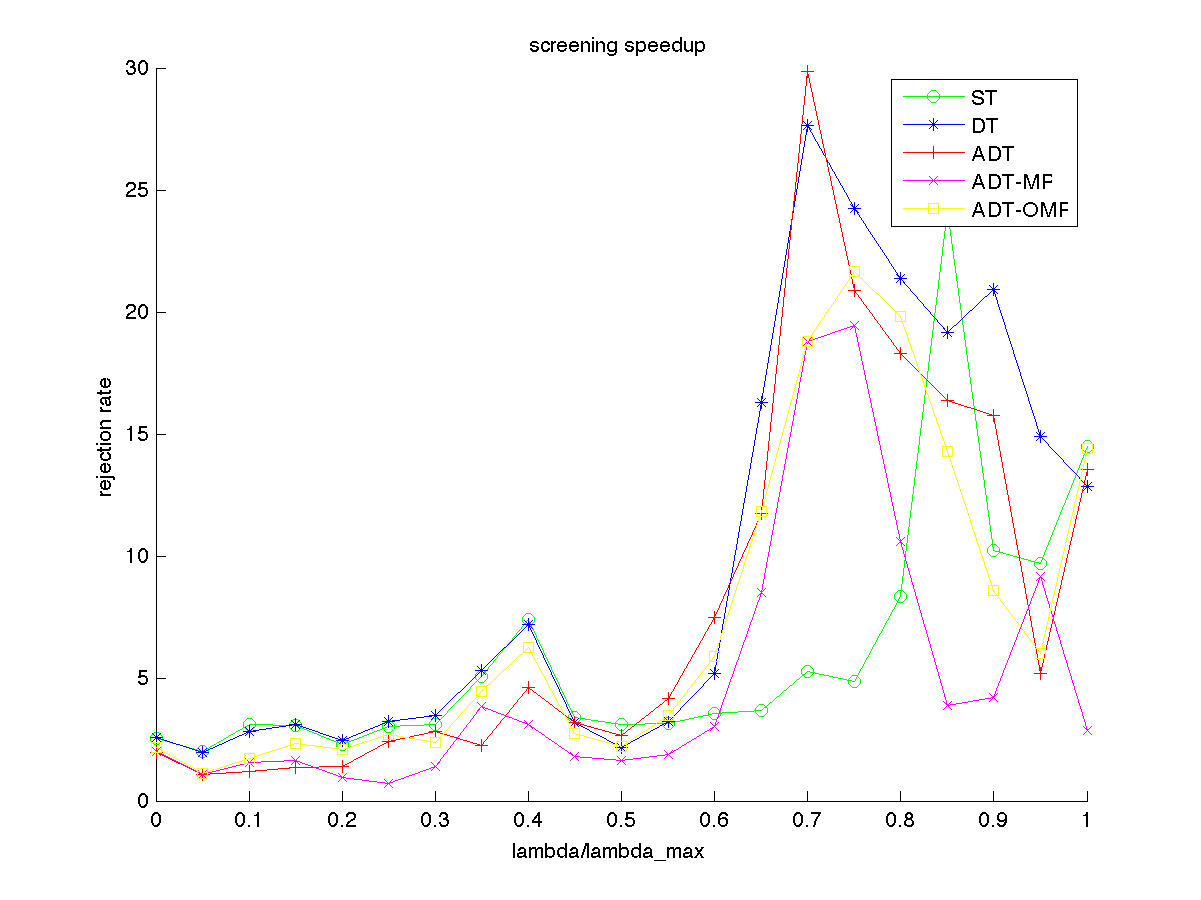 screening speedup
30
25
20
15
10
5
0
rejection rate
ST
DT
ADT
ADT-MP
ADT-OMP
0 0.1 0.2 0.3 0.4 0.5 0.6 0.7 0.8 0.9 1
lambda/lambda_max